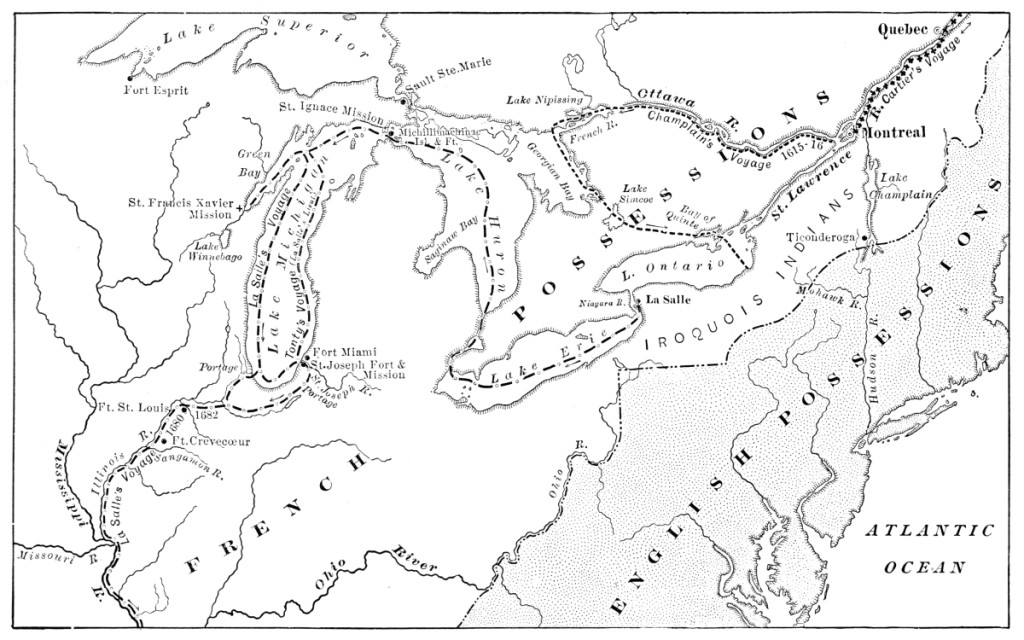 Lake Superior
Quebec
R. Cartier's Voyage
Sault Ste. Marie
Fort Esprit
St. Ignace Mission
Lake Nipissing
Ottawa R.
Champlain's Voyage 1615-16
Michillimackinac
Isl. & Ft.
French R.
Montreal
Green
Bay
Georgian Bay
St. Lawrence
Lake
Champlain
St. Francis Xavier
Mission
Lake
Simcoe
Bay of
Quinte
Lake Huron
Saginaw Bay
Lake
Winnebago
Lake Michigan
La Salle's Voyage
Tonty's Voyage
Ticonderoga
L. Ontario
INDIANS
IROQUOIS
Niagara R.
La Salle
Mohawk R.
Hudson R.
Lake Erie
Portage
Fort Miami
St. Joseph Fort &
Mission
St. Joseph R.
Portage
Ft. St. Louis
1682
1680
Ft. Crevecœur
Illinois R.
La Salle's Voyage
Sangamon R.
Mississippi R.
Missouri R.
FRENCH POSSESSIONS
Ohio River
Ohio R.
ENGLISH POSSESSIONS
ATLANTIC
OCEAN